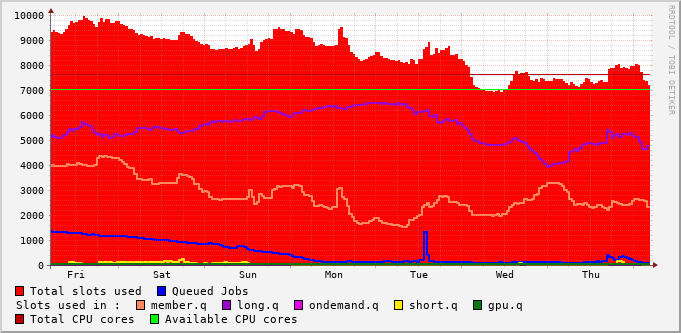 10000
9000
8000
7000
6000
5000
4000
3000
2000
1000
0
Fri Sat Sun Mon Tue Wed Thu
RRDTOOL / TOBI OETIKER
Total slots used Queued Jobs
Slots used in : member.q long.q ondemand.q short.q gpu.q
Total CPU cores Available CPU cores